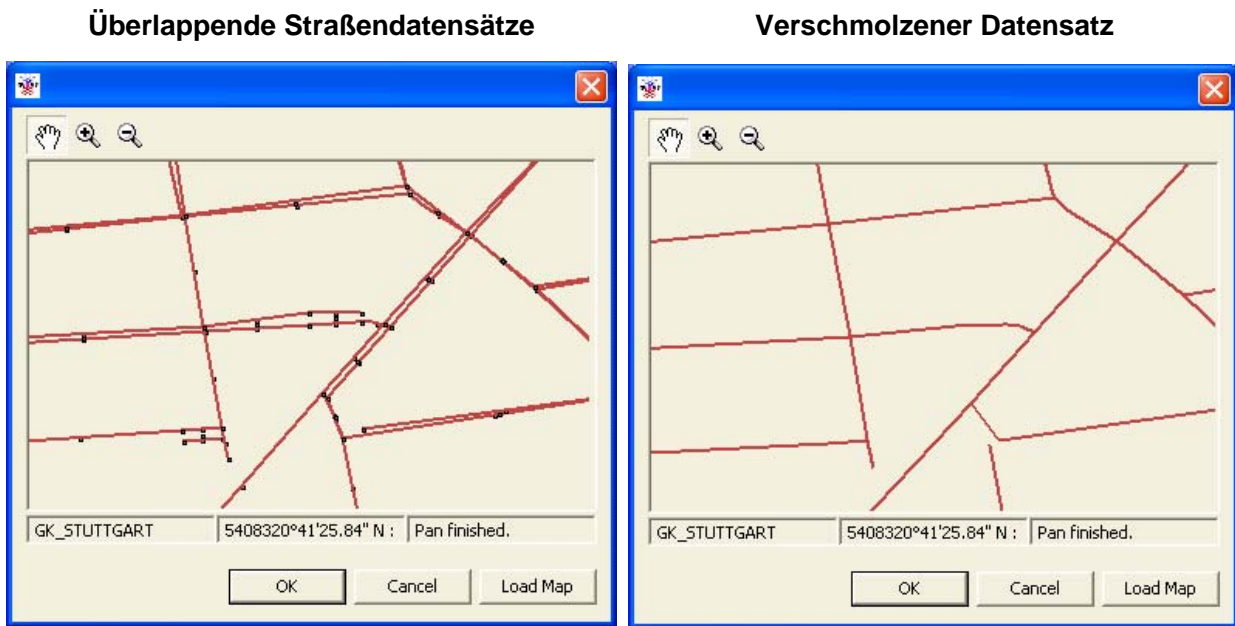 Überlappende Straßendatensätze
Verschmolzener Datensatz
GK_STUTTGART
5408320°41'25.84" N :
Pan finished.
OK
Cancel
Load Map
GK_STUTTGART
5408320°41'25.84" N :
Pan finished.
OK
Cancel
Load Map